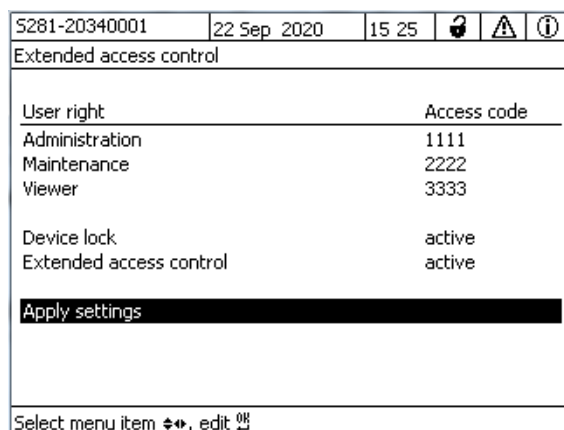 S281-20340001 22 Sep 2020 15 25
Extended access control
User right Access code
Administration 1111
Maintenance 2222
Viewer 3333
Device lock active
Extended access control active
Apply settings
Select menu item, edit OK